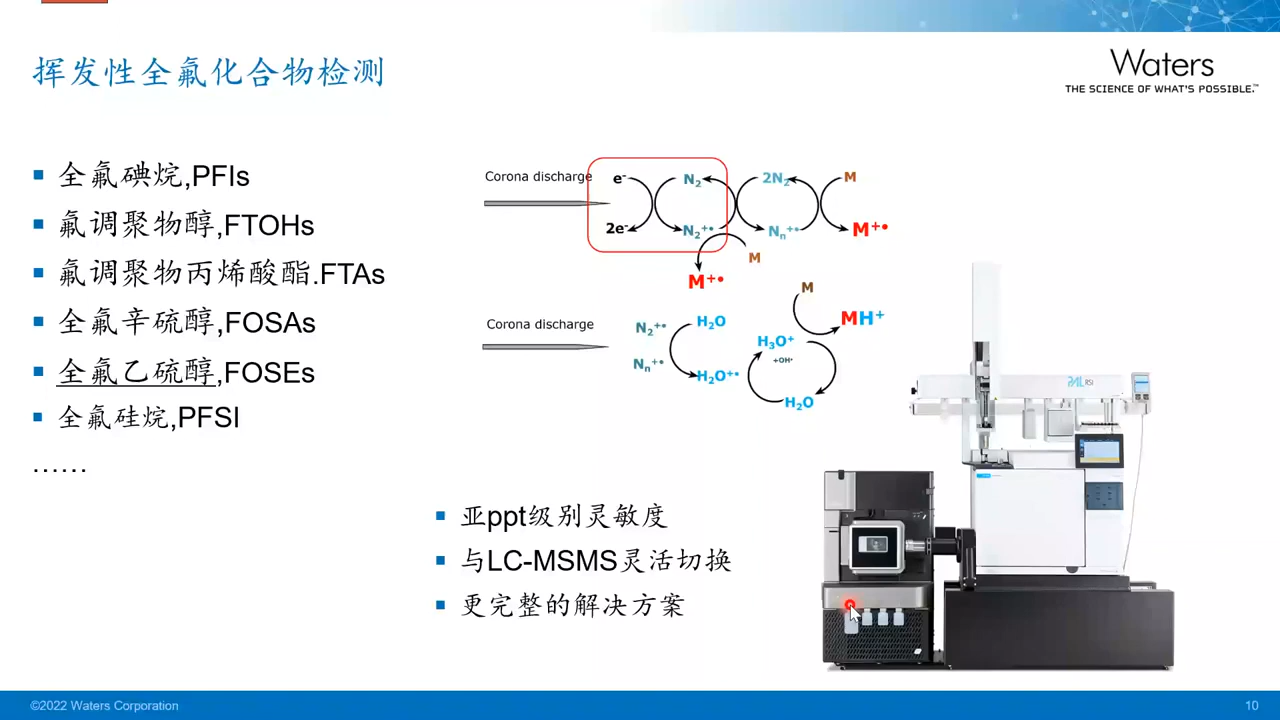 挥发性全氟化合物检测
Waters
THE SCIENCE OF WHAT'S POSSIBLE.™
全氟碘烷,PFIs
氟调聚物醇,FTOHs
氟调聚物丙烯酸酯.FTAs
全氟辛硫醇,FOSAs
全氟乙硫醇,FOSEs
全氟硅烷,PFSI
……
Corona discharge
e⁻ N₂ 2N₂ M
2e⁻ N₂⁺• Nₙ⁺• M⁺•
M
M⁺•
M
Corona discharge
N₂⁺• H₂O MH⁺
H₃O⁺
+OH•
Nₙ⁺•
H₂O⁺•
H₂O
PAL RSI
亚ppt级别灵敏度
与LC-MSMS灵活切换
更完整的解决方案
©2022 Waters Corporation
10